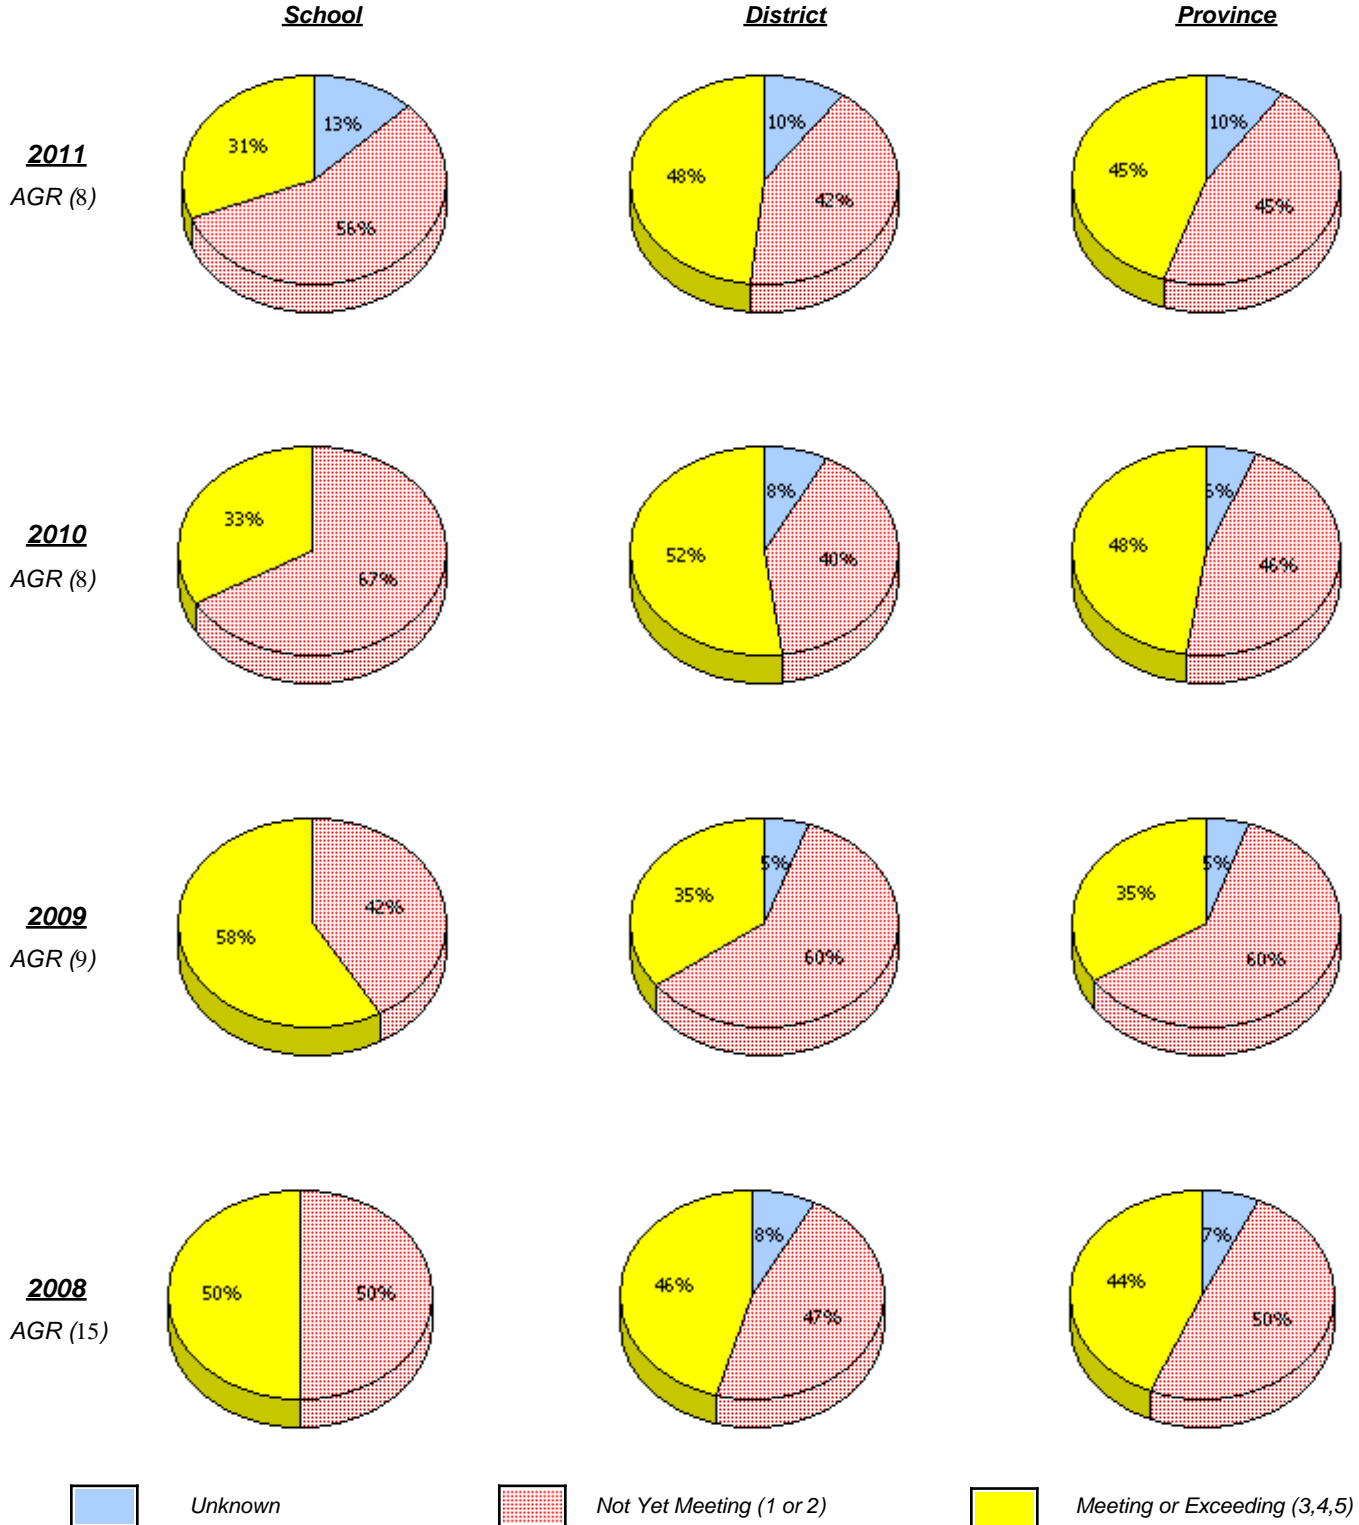 School District Province
13% 10% 10%
31% 48% 45%
2011
AGR (8)
56% 42% 45%
33% 8%
52% 48%
2010
AGR (8)
67% 40% 46%
5% 5%
58% 35% 35%
2009
AGR (9)
42% 60% 60%
8% 7%
50% 46% 44%
2008
AGR (15)
50% 47% 50%
Unknown Not Yet Meeting (1 or 2) Meeting or Exceeding (3,4,5)